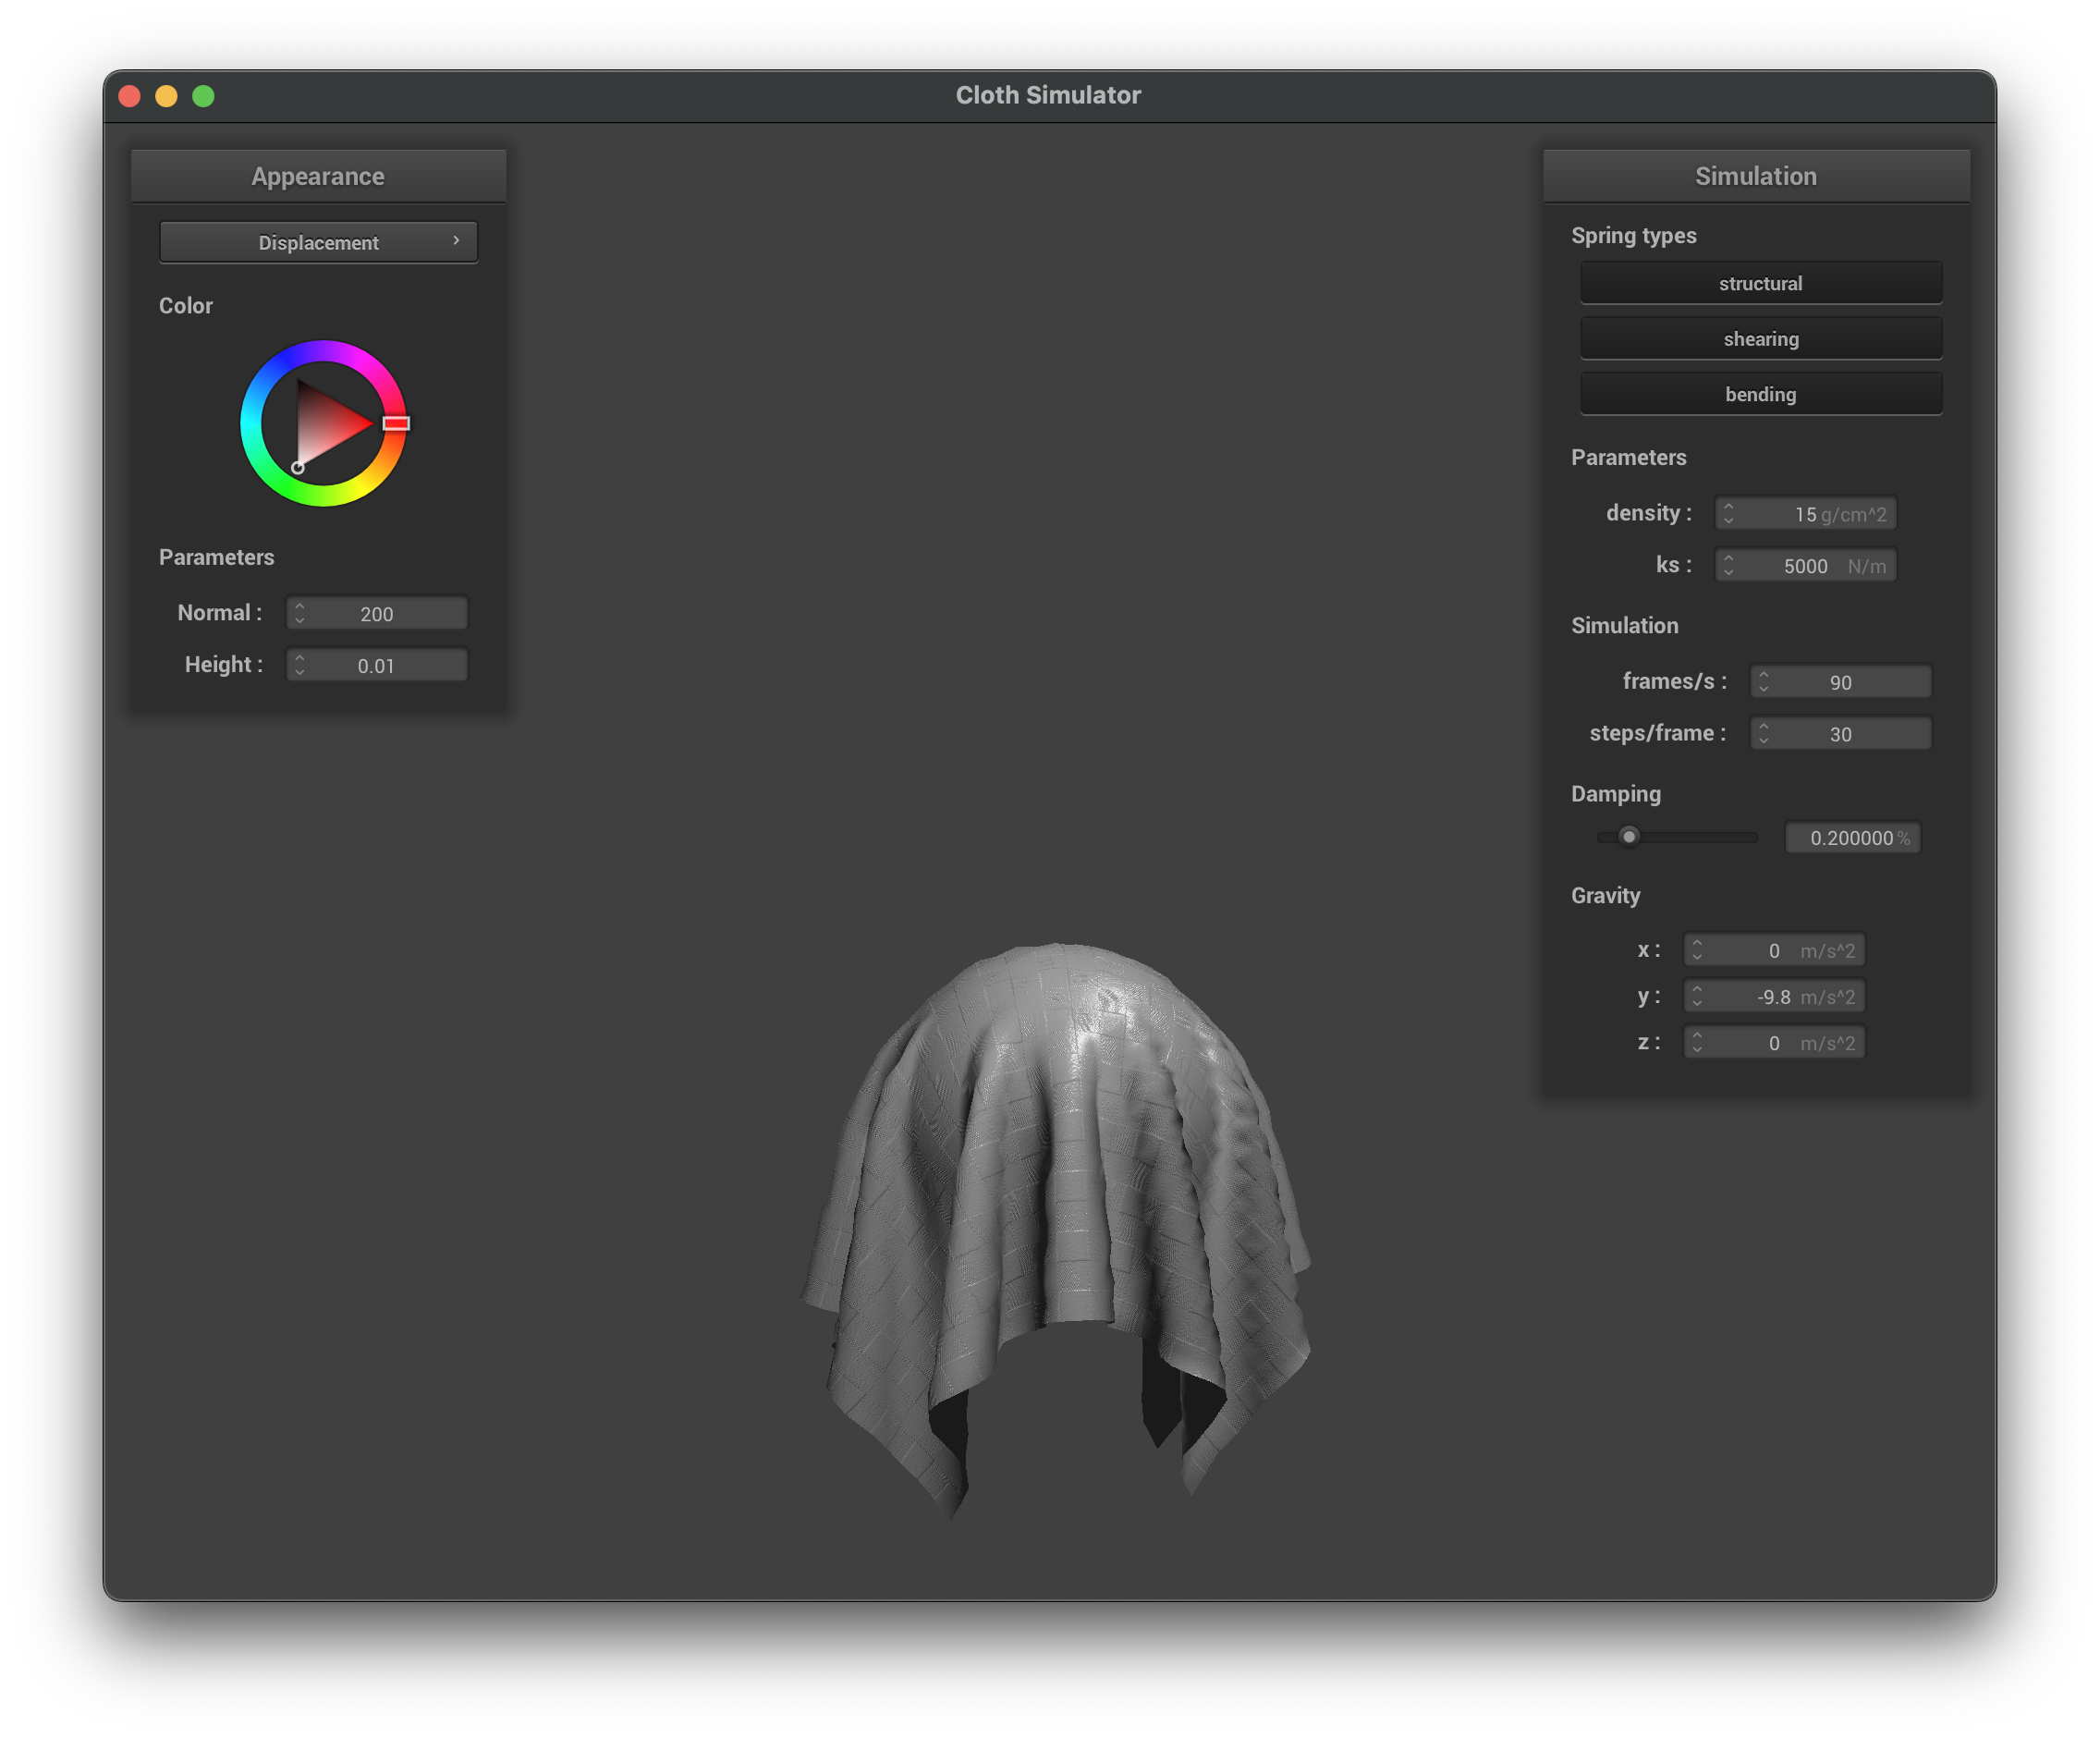 Cloth Simulator
Appearance
Displacement
Color
Parameters
Normal : 200
Height : 0.01
Simulation
Spring types
structural
shearing
bending
Parameters
density : 15 g/cm^2
ks : 5000 N/m
Simulation
frames/s : 90
steps/frame : 30
Damping
0.200000 %
Gravity
x : 0 m/s^2
y : -9.8 m/s^2
z : 0 m/s^2